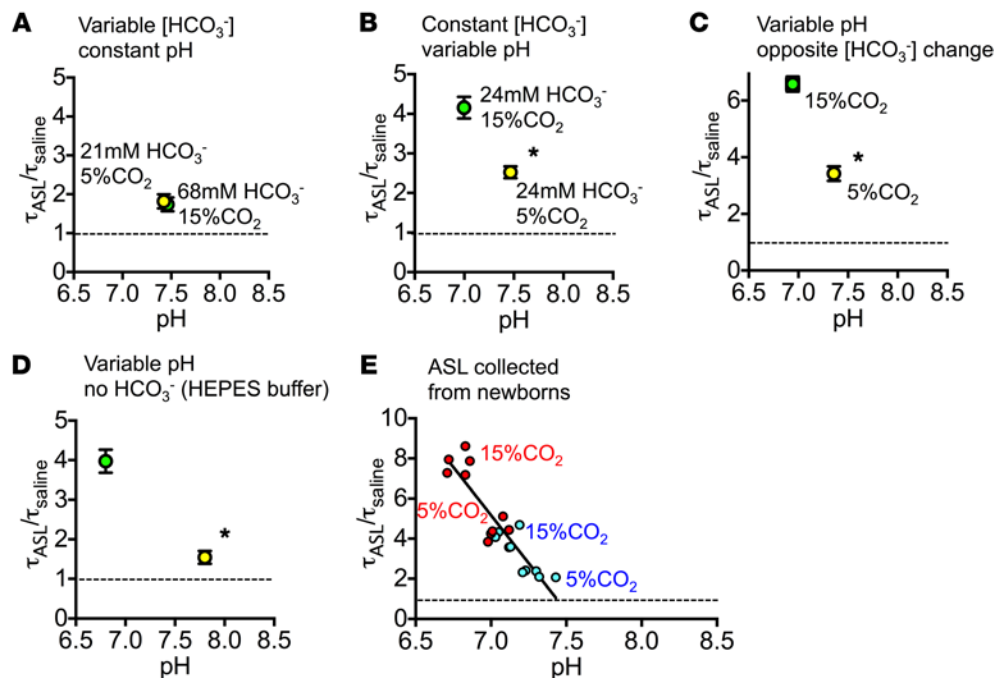 A
Variable [HCO₃⁻]
constant pH
τASL/τsaline
5
4
3
2
1
0
21mM HCO₃⁻
5%CO₂
68mM HCO₃⁻
15%CO₂
6.5 7.0 7.5 8.0 8.5
pH
B
Constant [HCO₃⁻]
variable pH
τASL/τsaline
5
4
3
2
1
0
24mM HCO₃⁻
15%CO₂
*
24mM HCO₃⁻
5%CO₂
6.5 7.0 7.5 8.0 8.5
pH
C
Variable pH
opposite [HCO₃⁻] change
τASL/τsaline
6
4
2
0
15%CO₂
*
5%CO₂
6.5 7.0 7.5 8.0 8.5
pH
D
Variable pH
no HCO₃⁻ (HEPES buffer)
τASL/τsaline
5
4
3
2
1
0
*
6.5 7.0 7.5 8.0 8.5
pH
E
ASL collected
from newborns
τASL/τsaline
10
8
6
4
2
0
15%CO₂
5%CO₂
15%CO₂
5%CO₂
6.5 7.0 7.5 8.0 8.5
pH